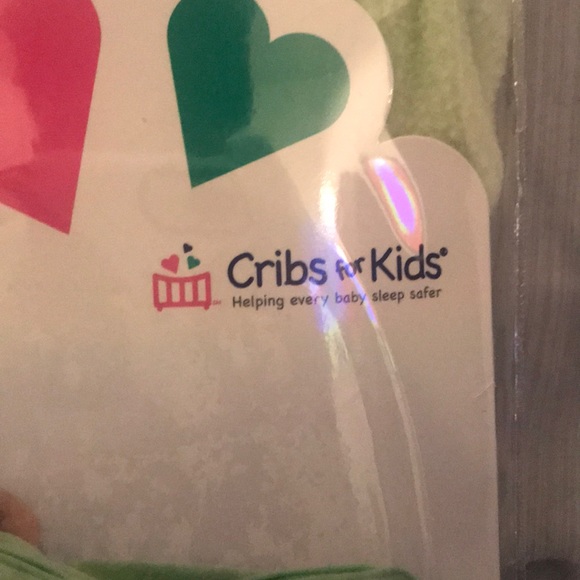 Cribs for Kids®
Helping every baby sleep safer